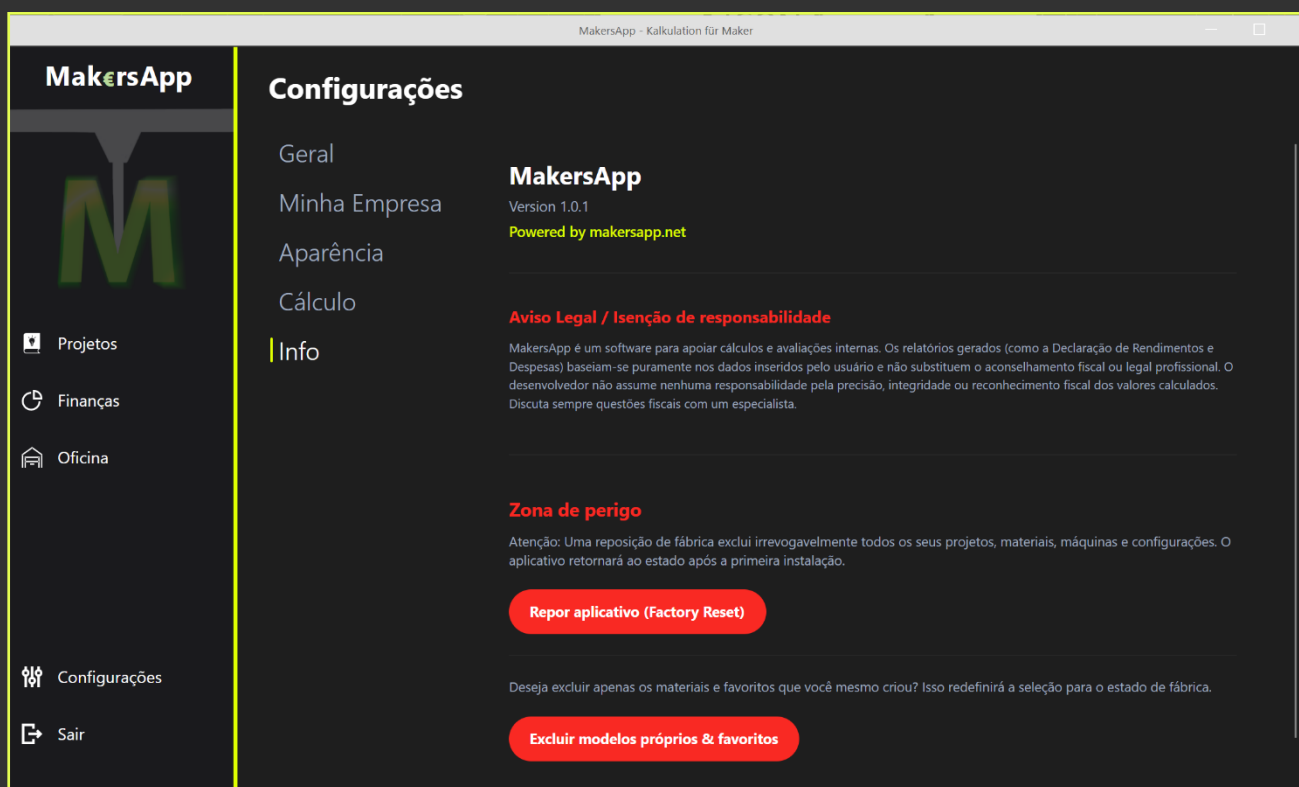 MakersApp - Kalkulation für Maker
Mak€rsApp
M
Projetos
Finanças
Oficina
Configurações
Sair
Configurações
Geral
Minha Empresa
Aparência
Cálculo
Info
MakersApp
Version 1.0.1
Powered by makersapp.net
Aviso Legal / Isenção de responsabilidade
MakersApp é um software para apoiar cálculos e avaliações internas. Os relatórios gerados (como a Declaração de Rendimentos e
Despesas) baseiam-se puramente nos dados inseridos pelo usuário e não substituem o aconselhamento fiscal ou legal profissional. O
desenvolvedor não assume nenhuma responsabilidade pela precisão, integridade ou reconhecimento fiscal dos valores calculados.
Discuta sempre questões fiscais com um especialista.
Zona de perigo
Atenção: Uma reposição de fábrica exclui irrevogavelmente todos os seus projetos, materiais, máquinas e configurações. O
aplicativo retornará ao estado após a primeira instalação.
Repor aplicativo (Factory Reset)
Deseja excluir apenas os materiais e favoritos que você mesmo criou? Isso redefinirá a seleção para o estado de fábrica.
Excluir modelos próprios & favoritos